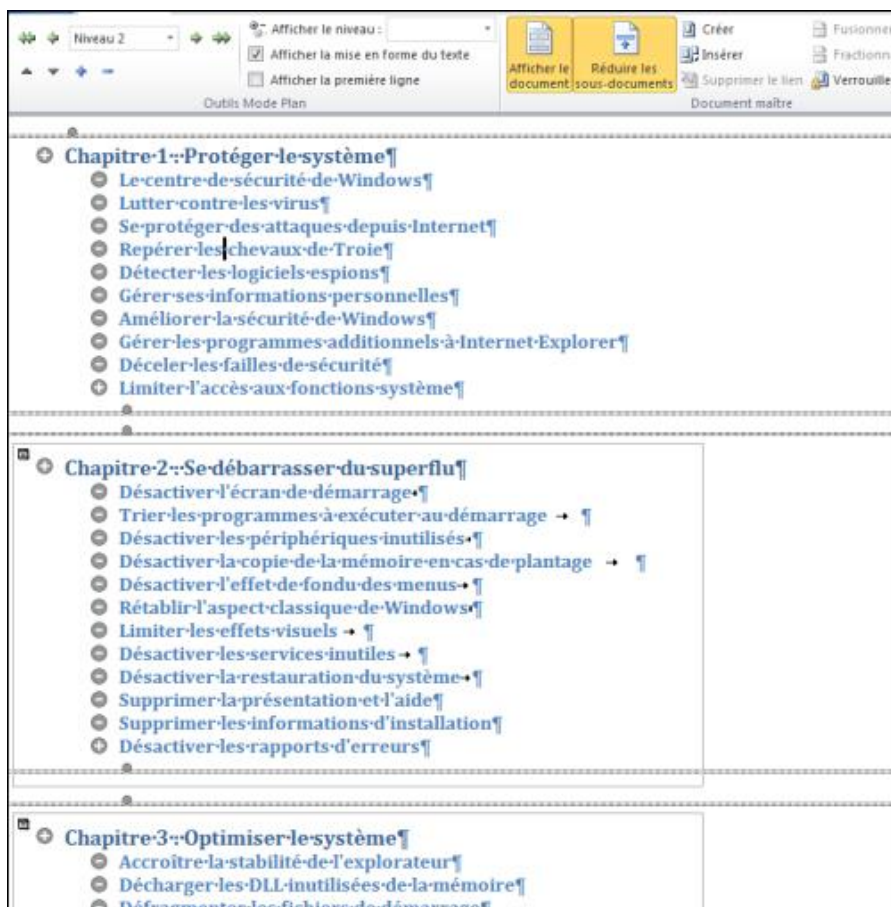 Niveau 2
Afficher le niveau :
Afficher la mise en forme du texte
Afficher la première ligne
Outils Mode Plan
Afficher le document
Réduire les sous-documents
Créer
Insérer
Supprimer le lien
Fusionner
Fractionn
Verrouille
Document maître
Chapitre·1·:·Protéger·le·système¶
Le·centre·de·sécurité·de·Windows¶
Lutter·contre·les·virus¶
Se·protéger·des·attaques·depuis·Internet¶
Repérer·les·chevaux·de·Troie¶
Détecter·les·logiciels·espions¶
Gérer·ses·informations·personnelles¶
Améliorer·la·sécurité·de·Windows¶
Gérer·les·programmes·additionnels·à·Internet·Explorer¶
Déceler·les·failles·de·sécurité¶
Limiter·l'accès·aux·fonctions·système¶
Chapitre·2·:·Se·débarrasser·du·superflu¶
Désactiver·l'écran·de·démarrage→¶
Trier·les·programmes·à·exécuter·au·démarrage → ¶
Désactiver·les·périphériques·inutilisés→¶
Désactiver·la·copie·de·la·mémoire·en·cas·de·plantage → ¶
Désactiver·l'effet·de·fondu·des·menus→¶
Rétablir·l'aspect·classique·de·Windows→¶
Limiter·les·effets·visuels → ¶
Désactiver·les·services·inutiles→ ¶
Désactiver·la·restauration·du·système→¶
Supprimer·la·présentation·et·l'aide¶
Supprimer·les·informations·d'installation¶
Désactiver·les·rapports·d'erreurs¶
Chapitre·3·:·Optimiser·le·système¶
Accroître·la·stabilité·de·l'explorateur¶
Décharger·les·DLL·inutilisées·de·la·mémoire¶
Défragmenter·les·fichiers·de·démarrage¶